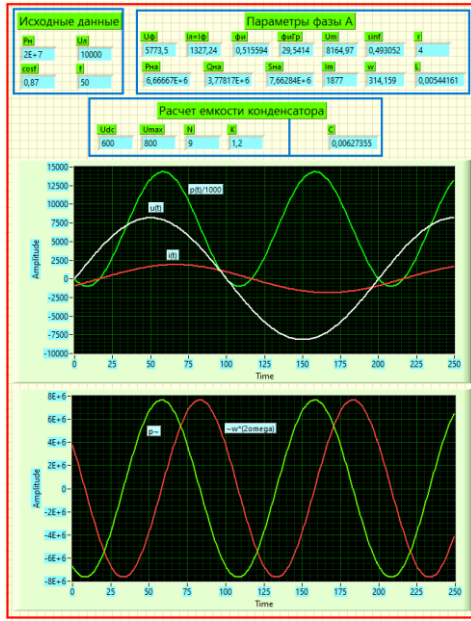 Исходные данные
Pн Uл
2E+7 10000
cosf f
0,87 50
Параметры фазы A
Uф Iл=Iф фи фиГр Um sinf r
5773,5 1327,24 0,515594 29,5414 8164,97 0,493052 4
Pна Qна Sна Im w L
6,66667E+6 3,77817E+6 7,66284E+6 1877 314,159 0,00544161
Расчет емкости конденсатора
Udc Umax N K C
600 800 9 1,2 0,00627355
15000
12500
10000
7500
5000
2500
0
-2500
-5000
-7500
-10000
Amplitude
p(t)/1000
u(t)
i(t)
0 25 50 75 100 125 150 175 200 225 250
Time
8E+6
6E+6
4E+6
2E+6
0
-2E+6
-4E+6
-6E+6
-8E+6
Amplitude
p~
~w^(2omega)
0 25 50 75 100 125 150 175 200 225 250
Time